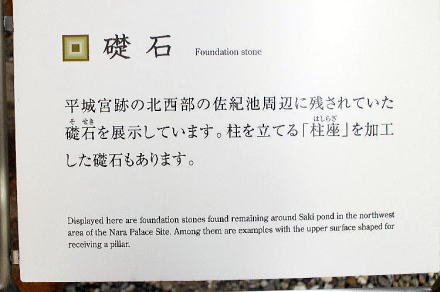 礎石 Foundation stone
平城宮跡の北西部の佐紀池周辺に残されていた
そせき はしらざ
礎石を展示しています。柱を立てる「柱座」を加工
した礎石もあります。
Displayed here are foundation stones found remaining around Saki pond in the northwest
area of the Nara Palace Site. Among them are examples with the upper surface shaped for
receiving a pillar.